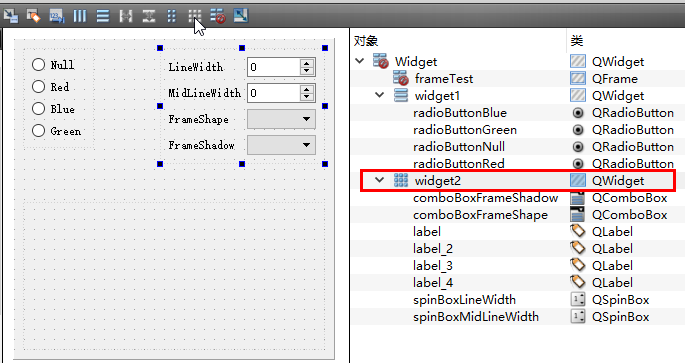 Null
Red
Blue
Green
LineWidth 0
MidLineWidth 0
FrameShape
FrameShadow
对象 类
Widget QWidget
frameTest QFrame
widget1 QWidget
radioButtonBlue QRadioButton
radioButtonGreen QRadioButton
radioButtonNull QRadioButton
radioButtonRed QRadioButton
widget2 QWidget
comboBoxFrameShadow QComboBox
comboBoxFrameShape QComboBox
label QLabel
label_2 QLabel
label_3 QLabel
label_4 QLabel
spinBoxLineWidth QSpinBox
spinBoxMidLineWidth QSpinBox